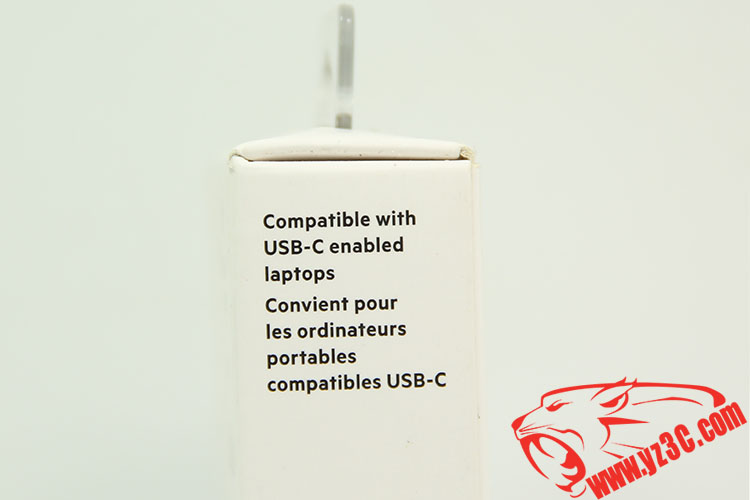 Compatible with
USB-C enabled
laptops
Convient pour
les ordinateurs
portables
compatibles USB-C
www.yz3c.com